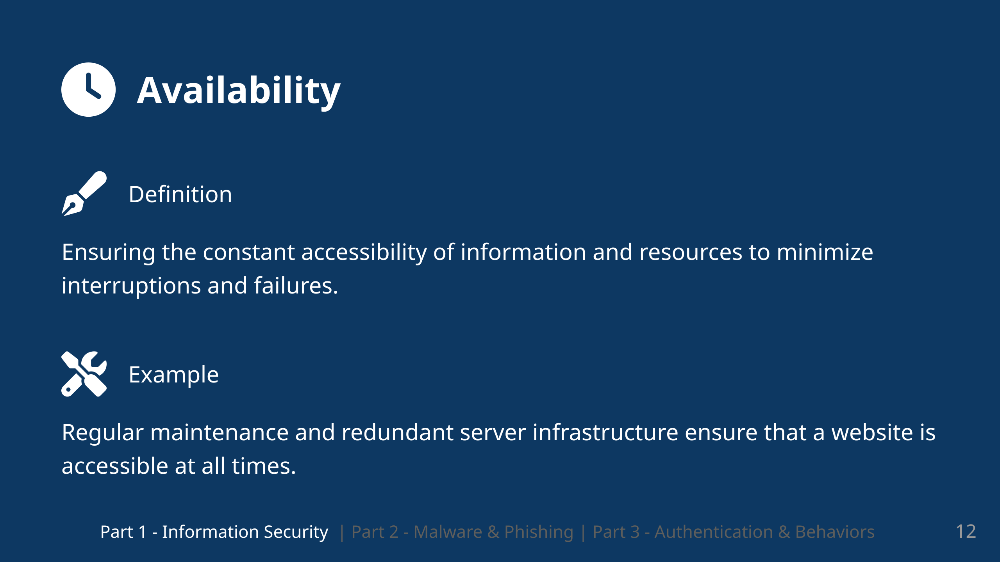 Availability
Definition
Ensuring the constant accessibility of information and resources to minimize
interruptions and failures.
Example
Regular maintenance and redundant server infrastructure ensure that a website is
accessible at all times.
Part 1 - Information Security | Part 2 - Malware & Phishing | Part 3 - Authentication & Behaviors 12